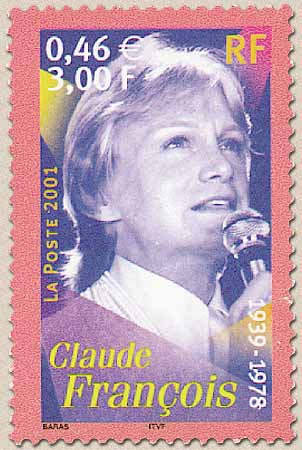 0,46 € RF
3,00 F
LA POSTE 2001
1939-1978
Claude
François
BARAS ITVF